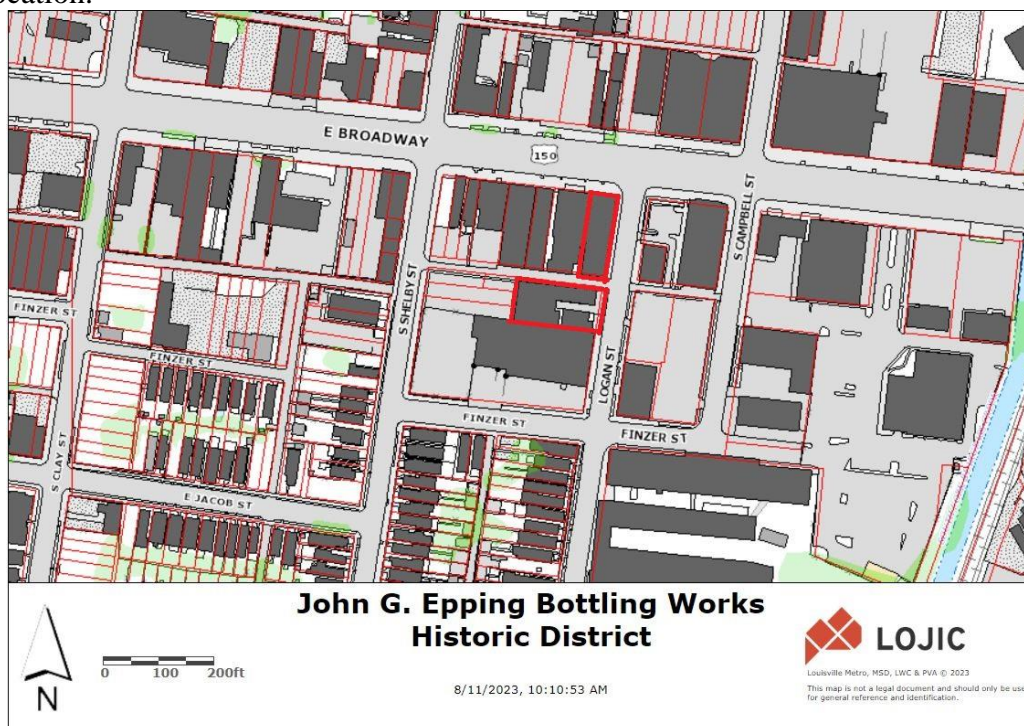 E BROADWAY
150
S CAMPBELL ST
S SHELBY ST
FINZER ST
FINZER ST
LOGAN ST
FINZER ST
FINZER ST
S CLAY ST
E JACOB ST
N
0 100 200ft
John G. Epping Bottling Works
Historic District
8/11/2023, 10:10:53 AM
LOJIC
Louisville Metro, MSD, LWC & PVA © 2023
This map is not a legal document and should only be use
for general reference and identification.